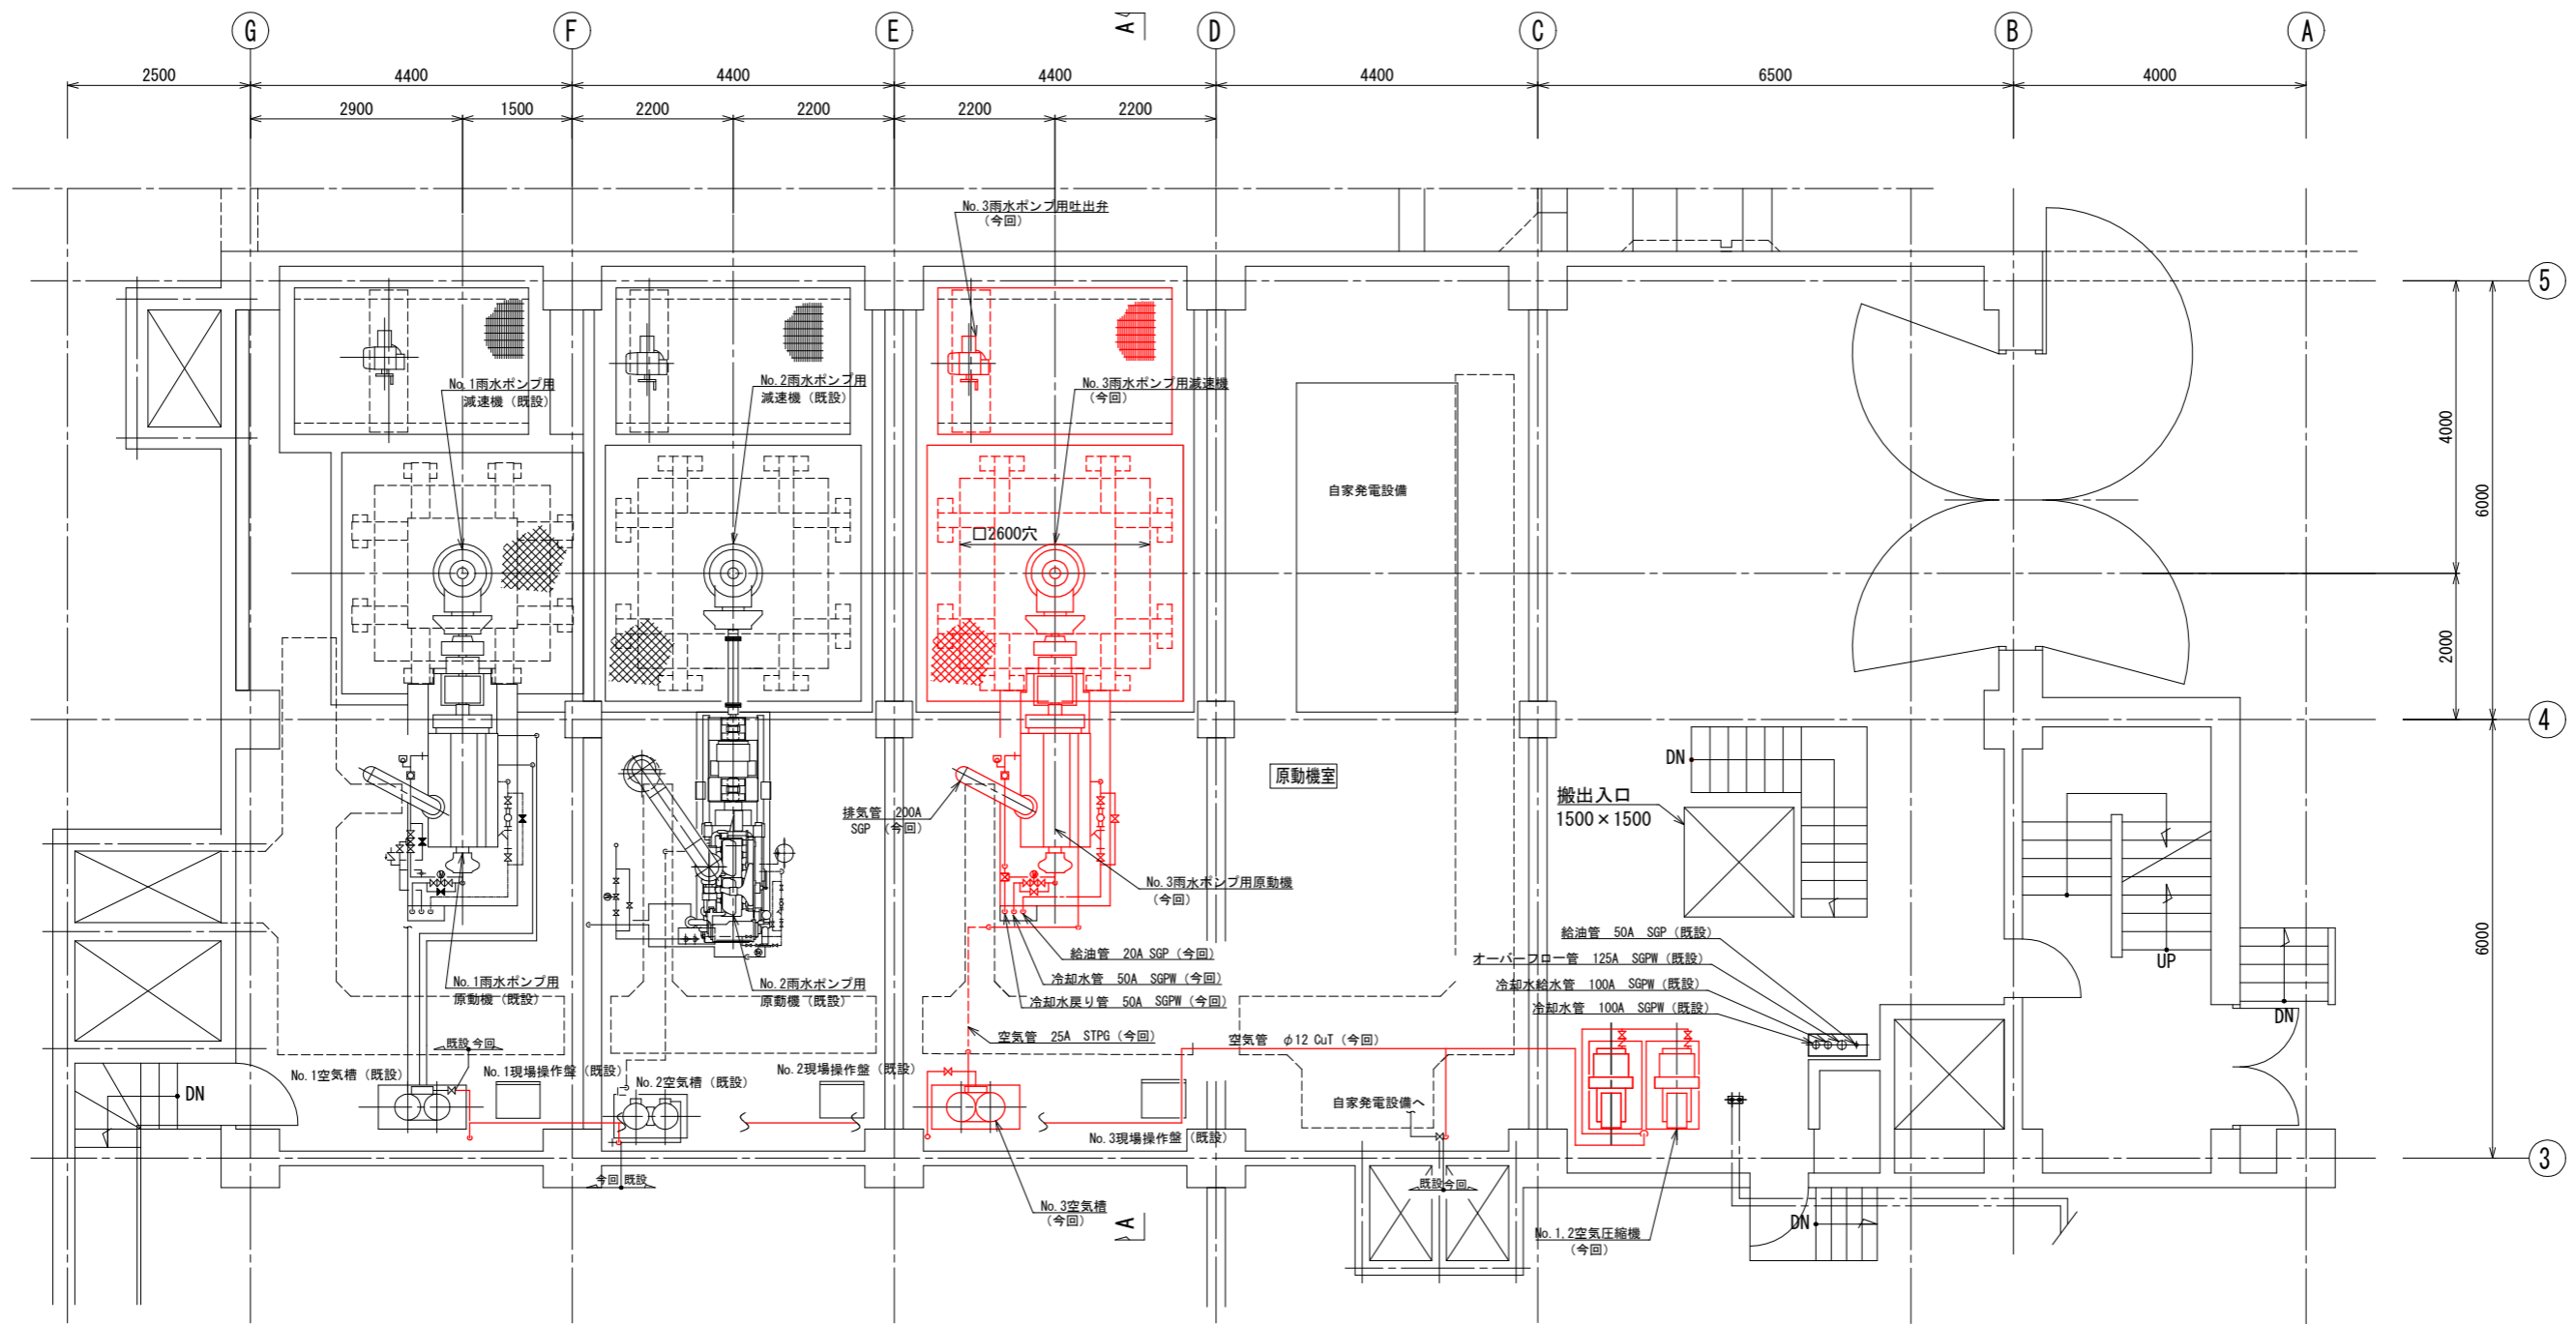 G
F
E
A
D
C
B
A
2500
4400
4400
4400
4400
6500
4000
2900
1500
2200
2200
2200
2200
No.3雨水ポンプ用吐出弁
(今回)
5
No.1雨水ポンプ用
減速機(既設)
No.2雨水ポンプ用
減速機(既設)
No.3雨水ポンプ用減速機
(今回)
4000
6000
自家発電設備
□2600穴
2000
4
原動機室
DN
搬出入口
1500×1500
排気管 200A
SGP (今回)
No.3雨水ポンプ用原動機
(今回)
給油管 20A SGP(今回)
冷却水管 50A SGPW(今回)
冷却水戻り管 50A SGPW(今回)
給油管 50A SGP(既設)
オーバーフロー管 125A SGPW(既設)
冷却水給水管 100A SGPW(既設)
冷却水管 100A SGPW(既設)
UP
DN
6000
No.1雨水ポンプ用
原動機(既設)
No.2雨水ポンプ用
原動機(既設)
空気管 25A STPG(今回)
空気管 φ12 CuT(今回)
既設 今回
No.1空気槽(既設)
No.1現場操作盤(既設)
No.2空気槽(既設)
No.2現場操作盤(既設)
DN
自家発電設備へ
No.3現場操作盤(既設)
3
今回 既設
既設 今回
No.3空気槽
(今回)
A
No.1,2空気圧縮機
(今回)
DN